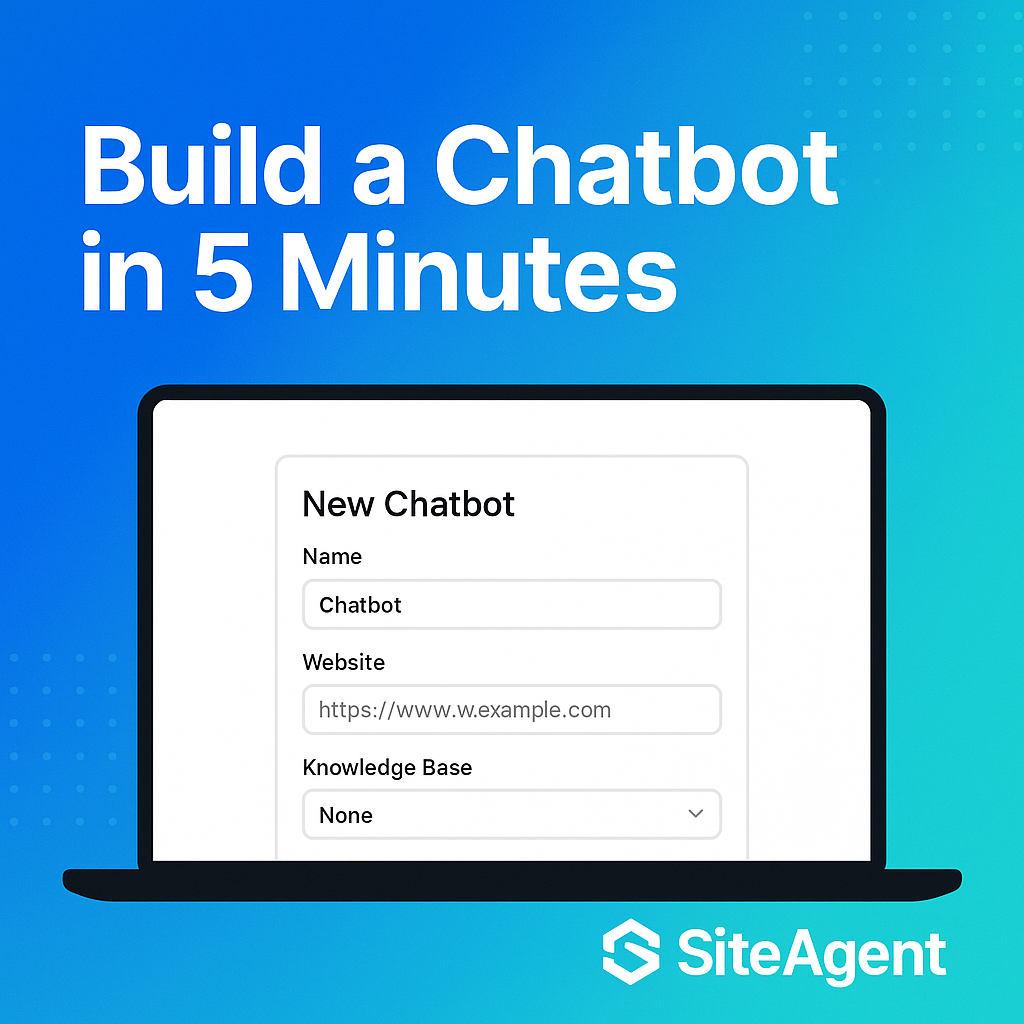 Build a Chatbot
in 5 Minutes
New Chatbot
Name
Chatbot
Website
https://www.w.example.com
Knowledge Base
None
SiteAgent